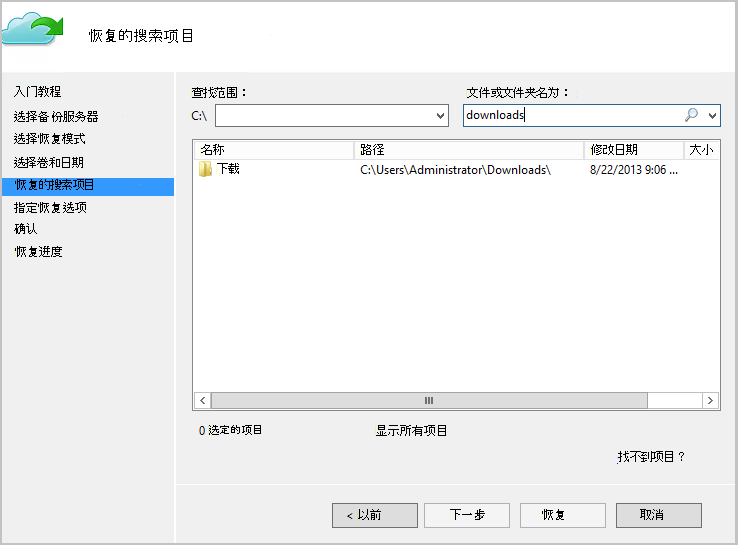 恢复的搜索项目
入门教程
选择备份服务器
选择恢复模式
选择卷和日期
恢复的搜索项目
指定恢复选项
确认
恢复进度
查找范围： 文件或文件夹名为：
C:\ downloads
名称 路径 修改日期 大小
下载 C:\Users\Administrator\Downloads\ 8/22/2013 9:06 ...
0 选定的项目 显示所有项目
找不到项目？
< 以前 下一步 恢复 取消